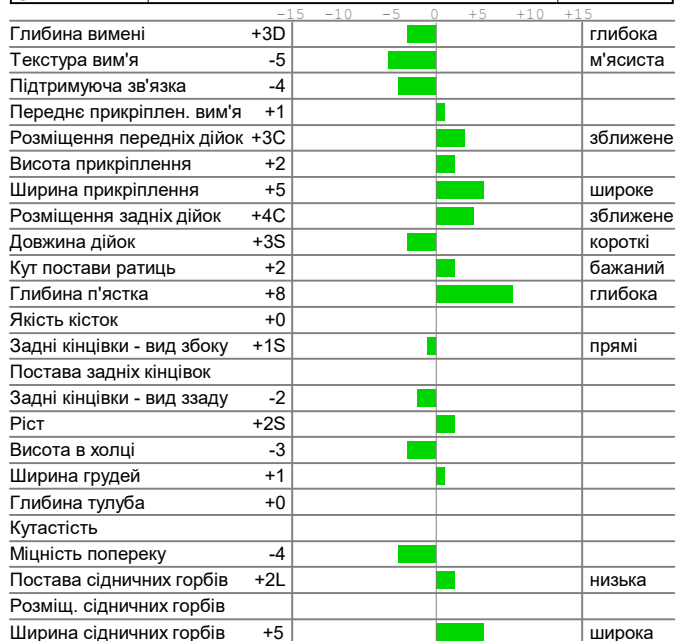 -15 -10 -5 0 +5 +10 +15
Глибина вимені +3D глибока
Текстура вим'я -5 м'ясиста
Підтримуюча зв'язка -4
Переднє прикріплен. вим'я +1
Розміщення передніх дійок +3C зближене
Висота прикріплення +2
Ширина прикріплення +5 широке
Розміщення задніх дійок +4C зближене
Довжина дійок +3S короткі
Кут постави ратиць +2 бажаний
Глибина п'ястка +8 глибока
Якість кісток +0
Задні кінцівки - вид збоку +1S прямі
Постава задніх кінцівок
Задні кінцівки - вид ззаду -2
Ріст +2S
Висота в холці -3
Ширина грудей +1
Глибина тулуба +0
Кутастість
Міцність попереку -4
Постава сідничних горбів +2L низька
Розміщ. сідничних горбів
Ширина сідничних горбів +5 широка